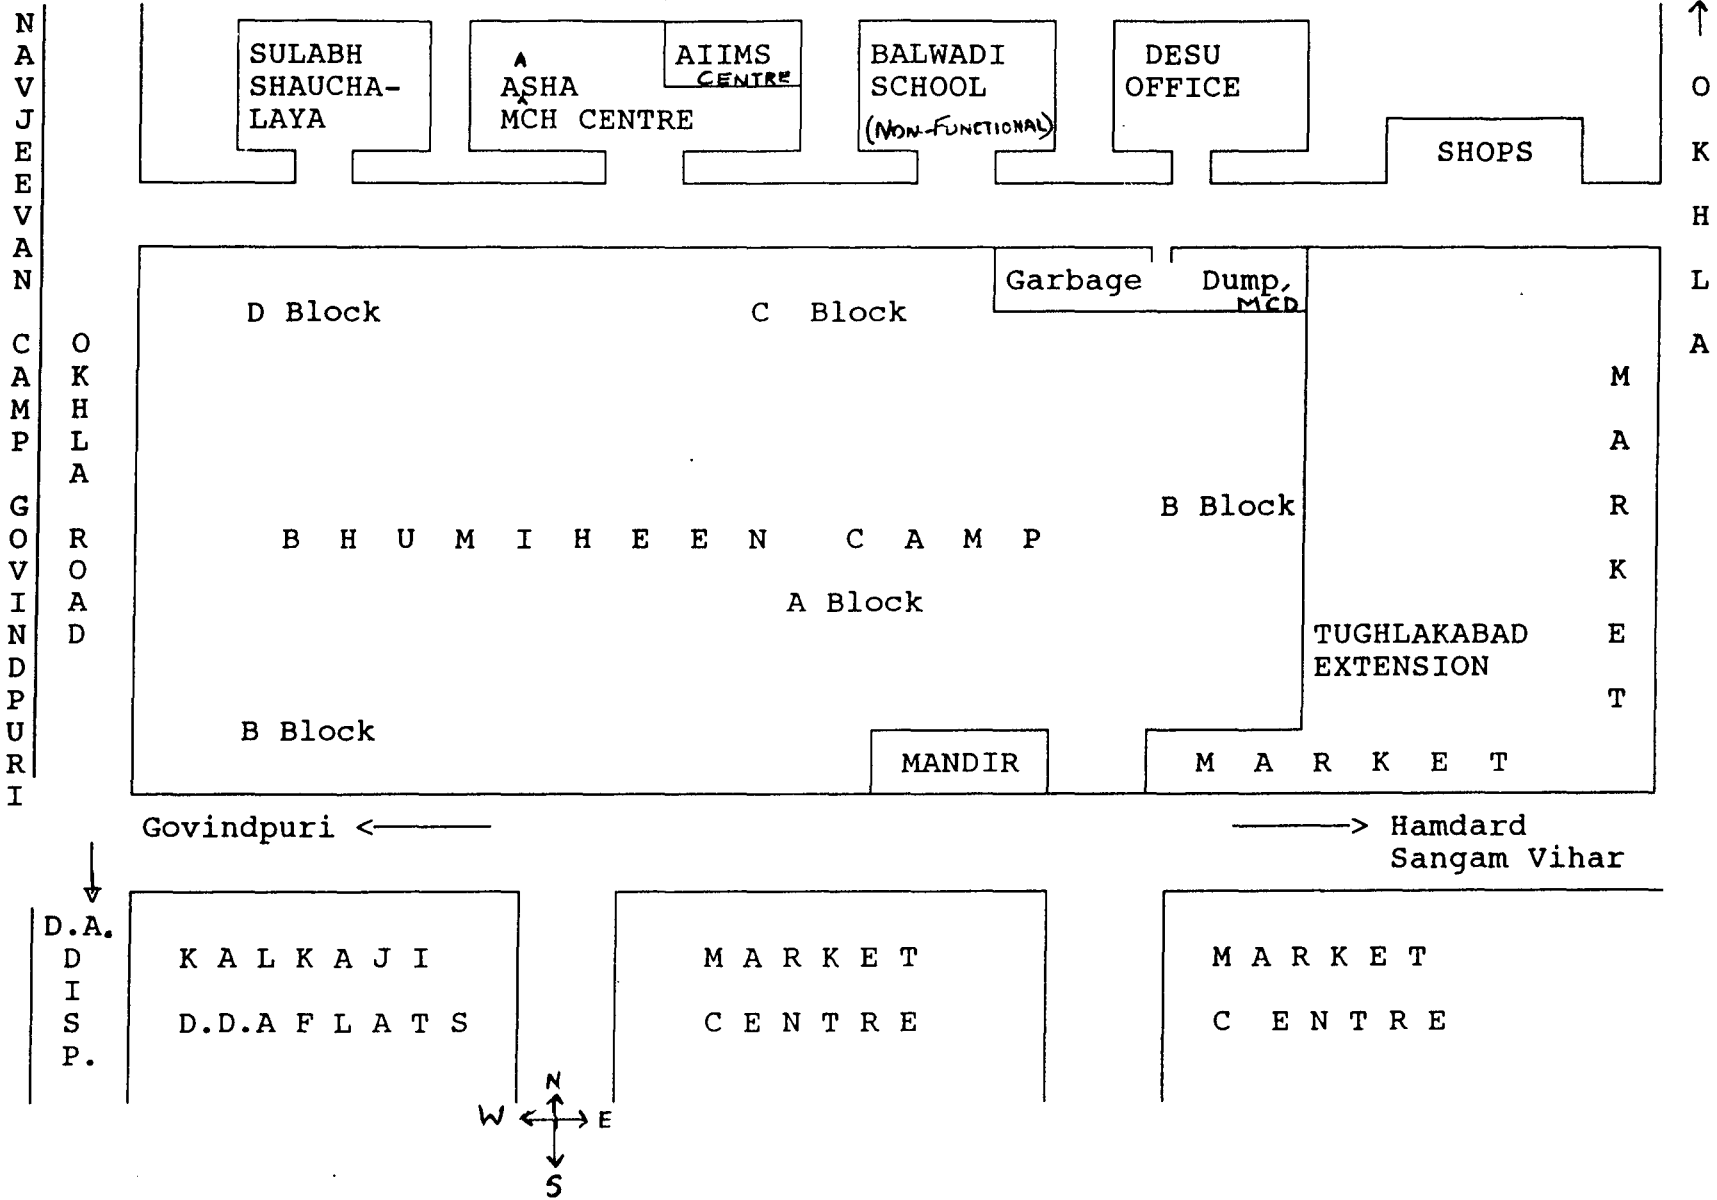 NAVJEEVAN CAMP GOVINDPURI
OKHLA ROAD
SULABH
SHAUCHA-
LAYA
ASHA
MCH CENTRE
AIIMS
CENTRE
BALWADI
SCHOOL
(NON-FUNCTIONAL)
DESU
OFFICE
SHOPS
OKHLA
Garbage Dump,
MCD
D Block
C Block
B Block
BHUMIHEEN CAMP
A Block
B Block
MANDIR
TUGHLAKABAD
EXTENSION
MARKET
MARKET
Govindpuri <
> Hamdard
Sangam Vihar
D.A.
DISP.
KALKAJI
D.D.A FLATS
MARKET
CENTRE
MARKET
CENTRE
N
W E
S